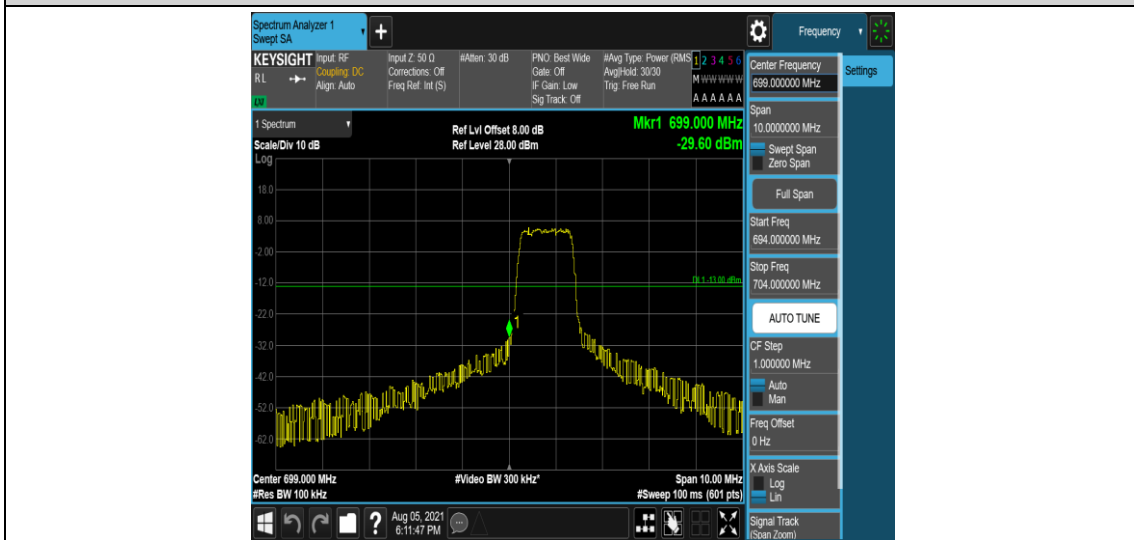 Spectrum Analyzer 1
Swept SA
+
Frequency
KEYSIGHT
RL
LXI
Input: RF
Coupling: DC
Align: Auto
Input Z: 50 Ω
Corrections: Off
Freq Ref: Int (S)
#Atten: 30 dB
PNO: Best Wide
Gate: Off
IF Gain: Low
Sig Track: Off
#Avg Type: Power (RMS
Avg|Hold: 30/30
Trig: Free Run
1 2 3 4 5 6
M W W W W W
A A A A A A
Center Frequency
699.000000 MHz
Settings
1 Spectrum
Scale/Div 10 dB
Ref Lvl Offset 8.00 dB
Ref Level 28.00 dBm
Mkr1 699.000 MHz
-29.60 dBm
Log
18.0
8.00
-2.00
-12.0
-22.0
-32.0
-42.0
-52.0
-62.0
DL1 -13.00 dBm
1
Center 699.000 MHz
#Res BW 100 kHz
#Video BW 300 kHz*
Span 10.00 MHz
#Sweep 100 ms (601 pts)
Span
10.0000000 MHz
Swept Span
Zero Span
Full Span
Start Freq
694.000000 MHz
Stop Freq
704.000000 MHz
AUTO TUNE
CF Step
1.000000 MHz
Auto
Man
Freq Offset
0 Hz
X Axis Scale
Log
Lin
Signal Track
(Span Zoom)
?
Aug 05, 2021
6:11:47 PM